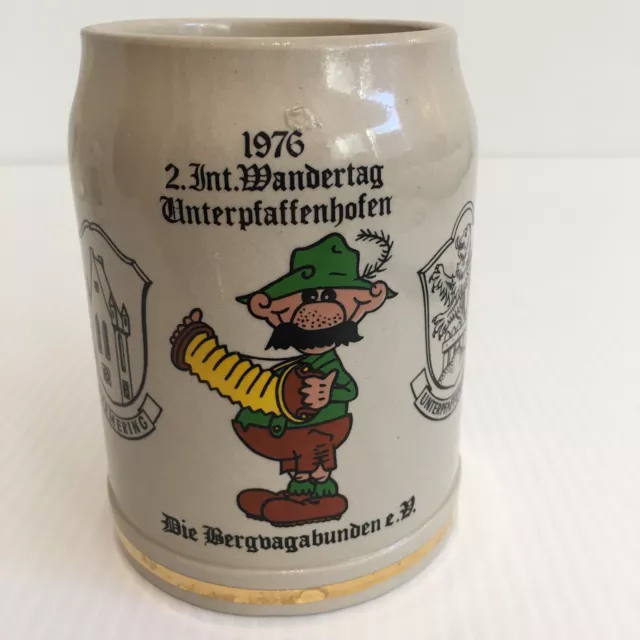 1976
2. Int. Wandertag
Unterpfaffenhofen
Die Bergvagabunden e.V.